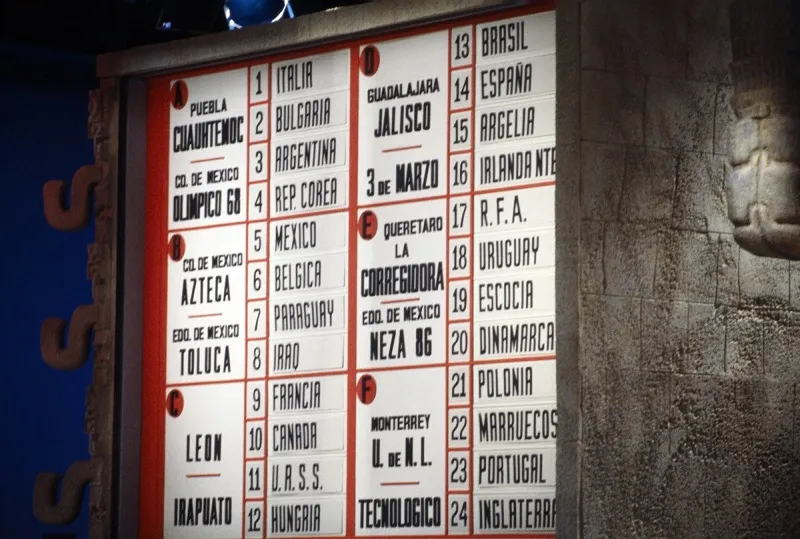 A
PUEBLA
CUAUHTEMOC
CD. DE MEXICO
OLIMPICO 68
1 ITALIA
2 BULGARIA
3 ARGENTINA
4 REP. COREA
B
CD. DE MEXICO
AZTECA
EDO. DE MEXICO
TOLUCA
5 MEXICO
6 BELGICA
7 PARAGUAY
8 IRAQ
C
LEON
IRAPUATO
9 FRANCIA
10 CANADA
11 U.R.S.S.
12 HUNGRIA
D
GUADALAJARA
JALISCO
3 DE MARZO
13 BRASIL
14 ESPAÑA
15 ARGELIA
16 IRLANDA NTE
E
QUERETARO
LA
CORREGIDORA
EDO. DE MEXICO
NEZA 86
17 R.F.A.
18 URUGUAY
19 ESCOCIA
20 DINAMARCA
F
MONTERREY
U. DE N.L.
TECNOLOGICO
21 POLONIA
22 MARRUECOS
23 PORTUGAL
24 INGLATERRA